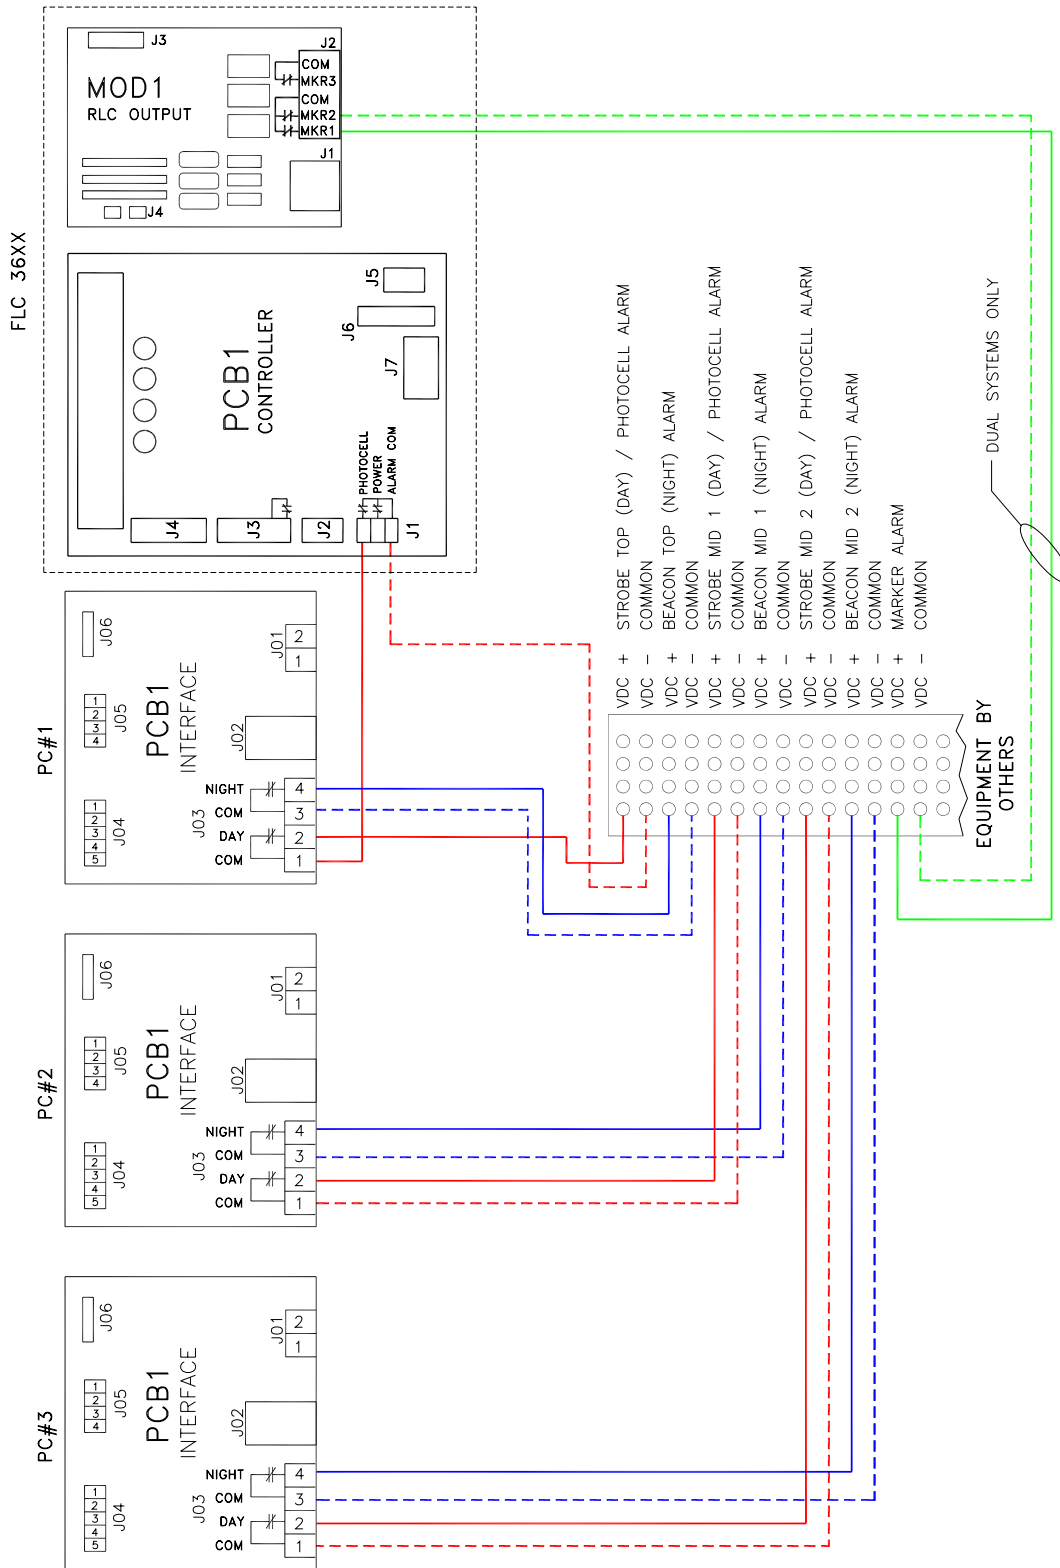 FLC 36XX
J3
J2
COM
MKR3
COM
MKR2
MKR1
MOD1
RLC OUTPUT
J1
J4
J5
J6
J7
PCB1
CONTROLLER
PHOTOCELL
POWER
ALARM COM
J4
J3
J2
J1
PC#1
J06
J01
2
1
1
2
3
4
J05
PCB1
INTERFACE
J02
1
2
3
4
5
J04
J03
NIGHT
4
COM
3
DAY
2
COM
1
PC#2
J06
J01
2
1
1
2
3
4
J05
PCB1
INTERFACE
J02
1
2
3
4
5
J04
J03
NIGHT
4
COM
3
DAY
2
COM
1
PC#3
J06
J01
2
1
1
2
3
4
J05
PCB1
INTERFACE
J02
1
2
3
4
5
J04
J03
NIGHT
4
COM
3
DAY
2
COM
1
VDC + STROBE TOP (DAY) / PHOTOCELL ALARM
VDC - COMMON
VDC + BEACON TOP (NIGHT) ALARM
VDC - COMMON
VDC + STROBE MID 1 (DAY) / PHOTOCELL ALARM
VDC - COMMON
VDC + BEACON MID 1 (NIGHT) ALARM
VDC - COMMON
VDC + STROBE MID 2 (DAY) / PHOTOCELL ALARM
VDC - COMMON
VDC + BEACON MID 2 (NIGHT) ALARM
VDC - COMMON
VDC + MARKER ALARM
VDC - COMMON
EQUIPMENT BY
OTHERS
DUAL SYSTEMS ONLY